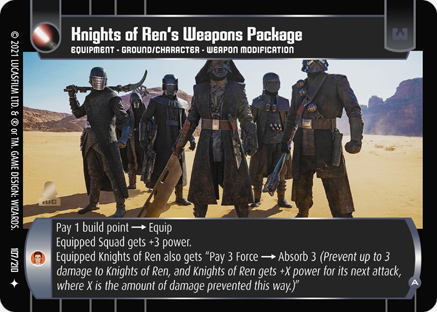 Knights of Ren's Weapons Package
EQUIPMENT - GROUND/CHARACTER - WEAPON MODIFICATION
© 2021 LUCASFILM LTD. & ® OR TM. GAME DESIGN: WIZARDS.
107/210
Pay 1 build point → Equip
Equipped Squad gets +3 power.
Equipped Knights of Ren also gets "Pay 3 Force → Absorb 3 (Prevent up to 3
damage to Knights of Ren, and Knights of Ren gets +X power for its next attack,
where X is the amount of damage prevented this way.)"
A